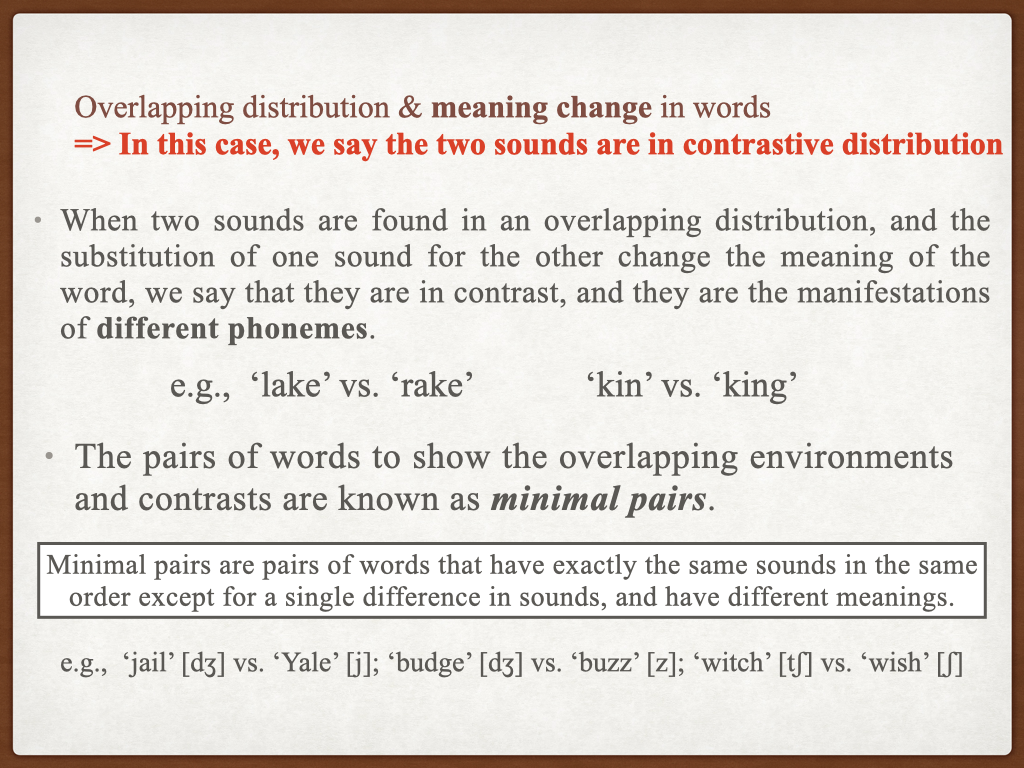 Overlapping distribution & meaning change in words
=> In this case, we say the two sounds are in contrastive distribution
• When two sounds are found in an overlapping distribution, and the
substitution of one sound for the other change the meaning of the
word, we say that they are in contrast, and they are the manifestations
of different phonemes.
e.g., ‘lake’ vs. ‘rake’ ‘kin’ vs. ‘king’
• The pairs of words to show the overlapping environments
and contrasts are known as minimal pairs.
Minimal pairs are pairs of words that have exactly the same sounds in the same
order except for a single difference in sounds, and have different meanings.
e.g., ‘jail’ [dʒ] vs. ‘Yale’ [j]; ‘budge’ [dʒ] vs. ‘buzz’ [z]; ‘witch’ [tʃ] vs. ‘wish’ [ʃ]